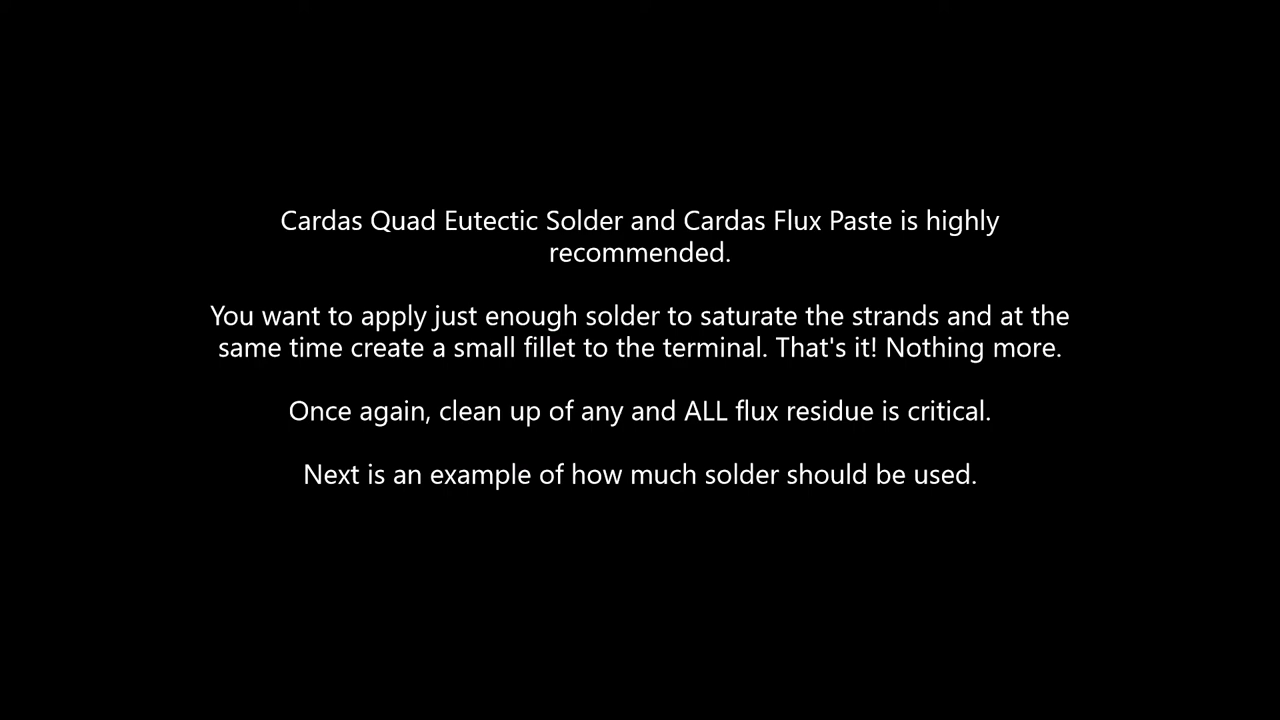 Cardas Quad Eutectic Solder and Cardas Flux Paste is highly
recommended.
You want to apply just enough solder to saturate the strands and at the
same time create a small fillet to the terminal. That's it! Nothing more.
Once again, clean up of any and ALL flux residue is critical.
Next is an example of how much solder should be used.